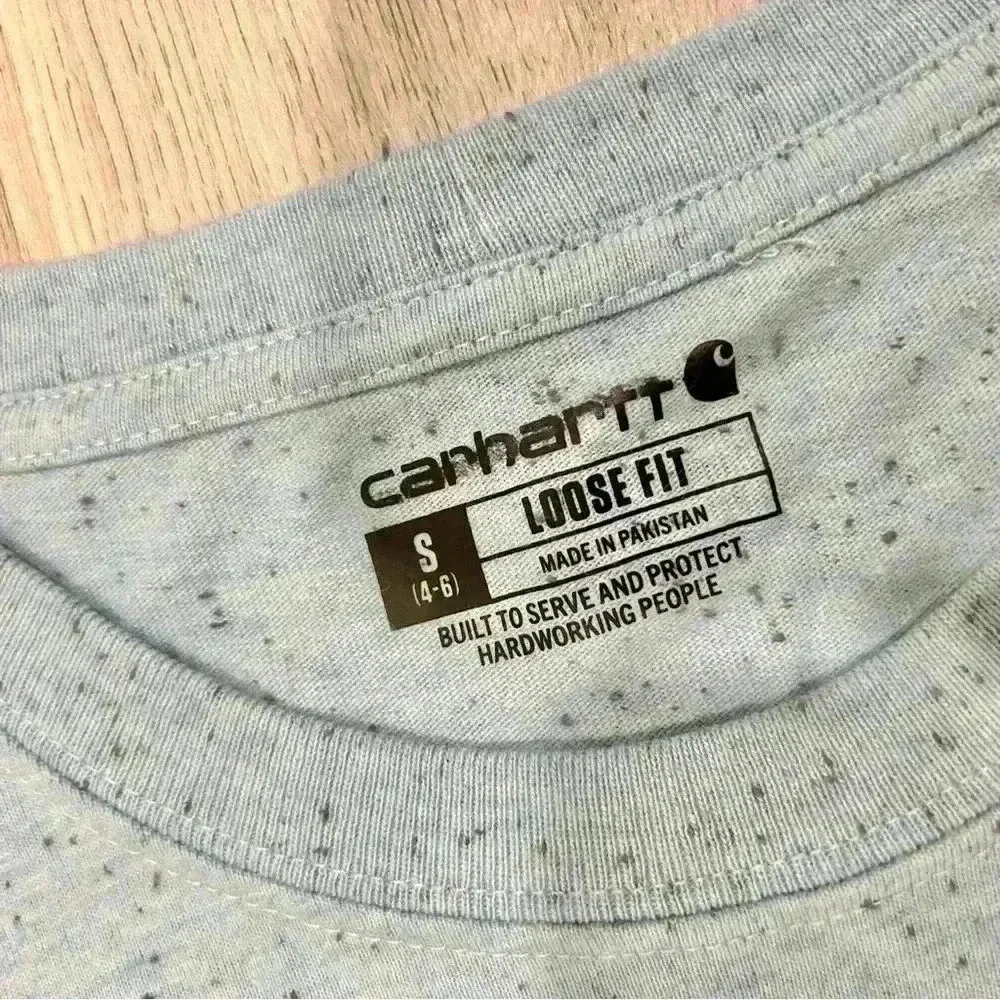 carhartt
LOOSE FIT
S
(4-6)
MADE IN PAKISTAN
BUILT TO SERVE AND PROTECT
HARDWORKING PEOPLE